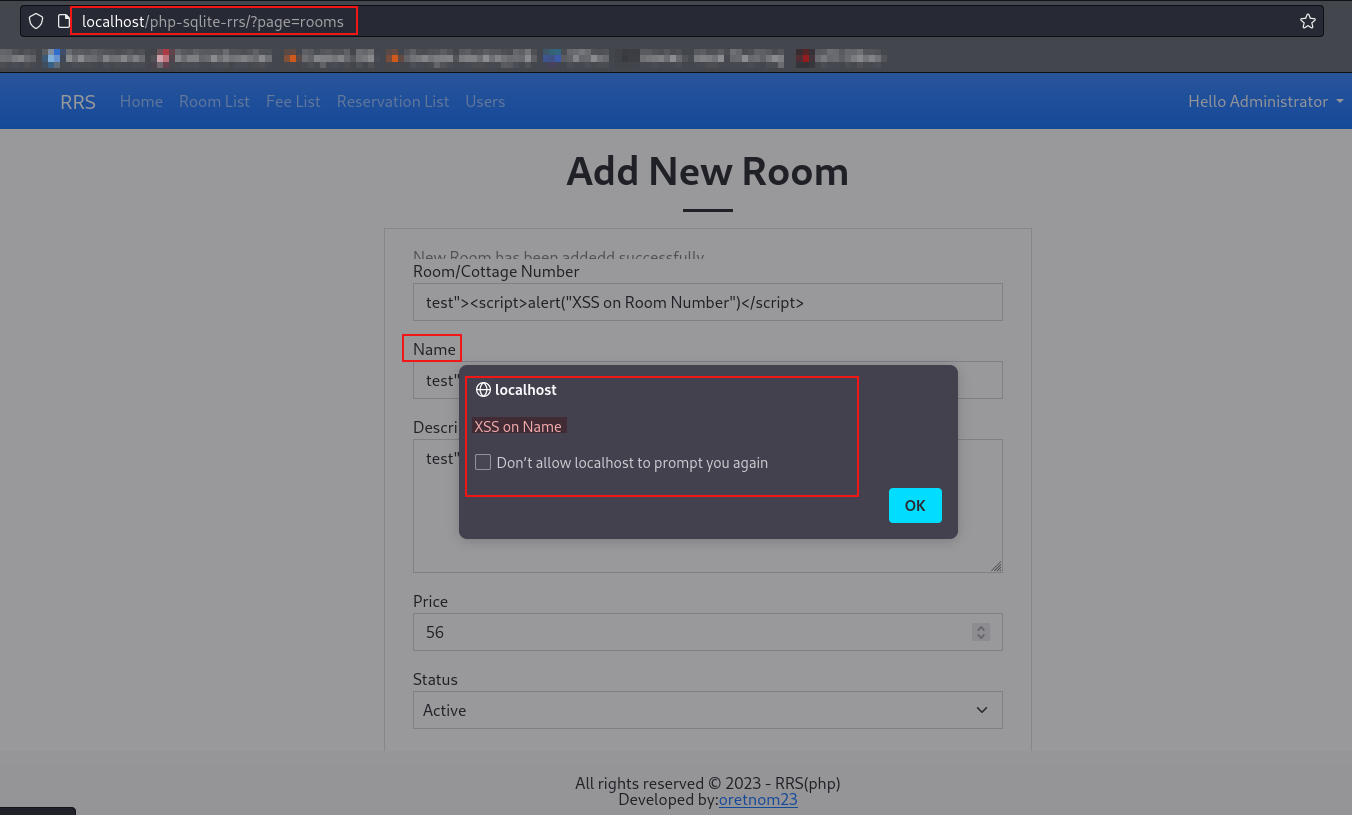 localhost/php-sqlite-rrs/?page=rooms
RRS Home Room List Fee List Reservation List Users Hello Administrator
Add New Room
New Room has been addedd successfully
Room/Cottage Number
test"><script>alert("XSS on Room Number")</script>
Name
test"
localhost
XSS on Name
Descri
test"
Don't allow localhost to prompt you again
OK
Price
56
Status
Active
All rights reserved © 2023 - RRS(php)
Developed by:oretnom23